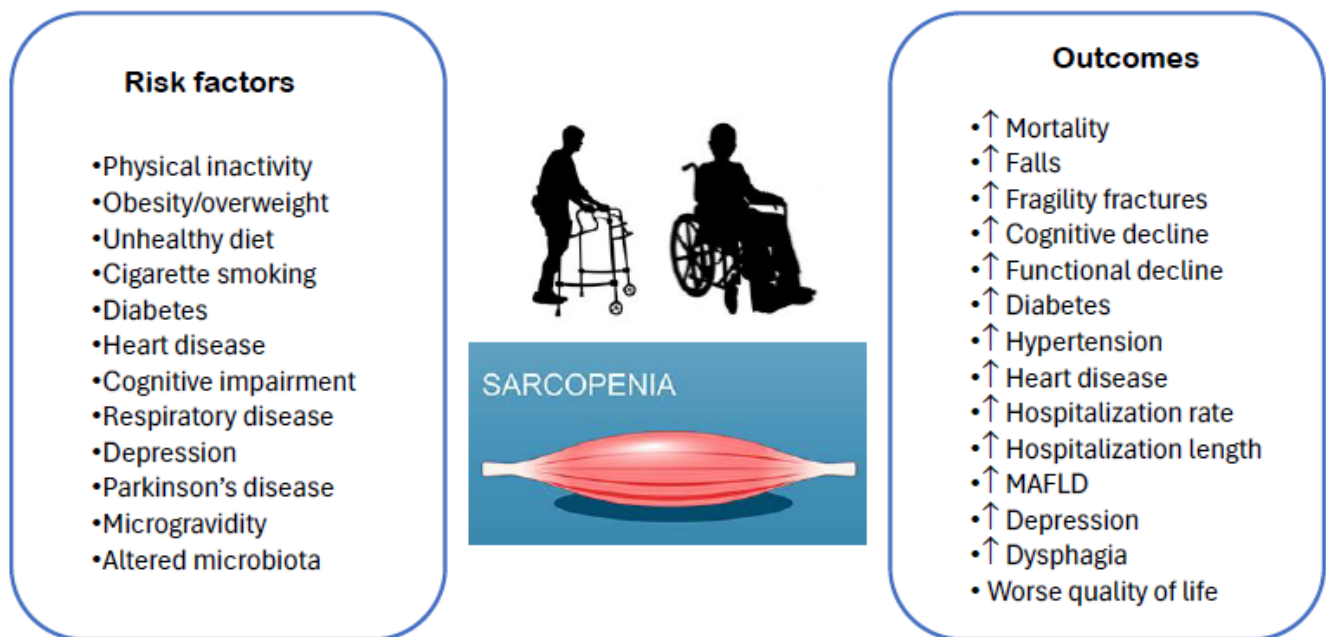 Risk factors
•Physical inactivity
•Obesity/overweight
•Unhealthy diet
•Cigarette smoking
•Diabetes
•Heart disease
•Cognitive impairment
•Respiratory disease
•Depression
•Parkinson’s disease
•Microgravidity
•Altered microbiota
SARCOPENIA
Outcomes
•↑ Mortality
•↑ Falls
•↑ Fragility fractures
•↑ Cognitive decline
•↑ Functional decline
•↑ Diabetes
•↑ Hypertension
•↑ Heart disease
•↑ Hospitalization rate
•↑ Hospitalization length
•↑ MAFLD
•↑ Depression
•↑ Dysphagia
• Worse quality of life